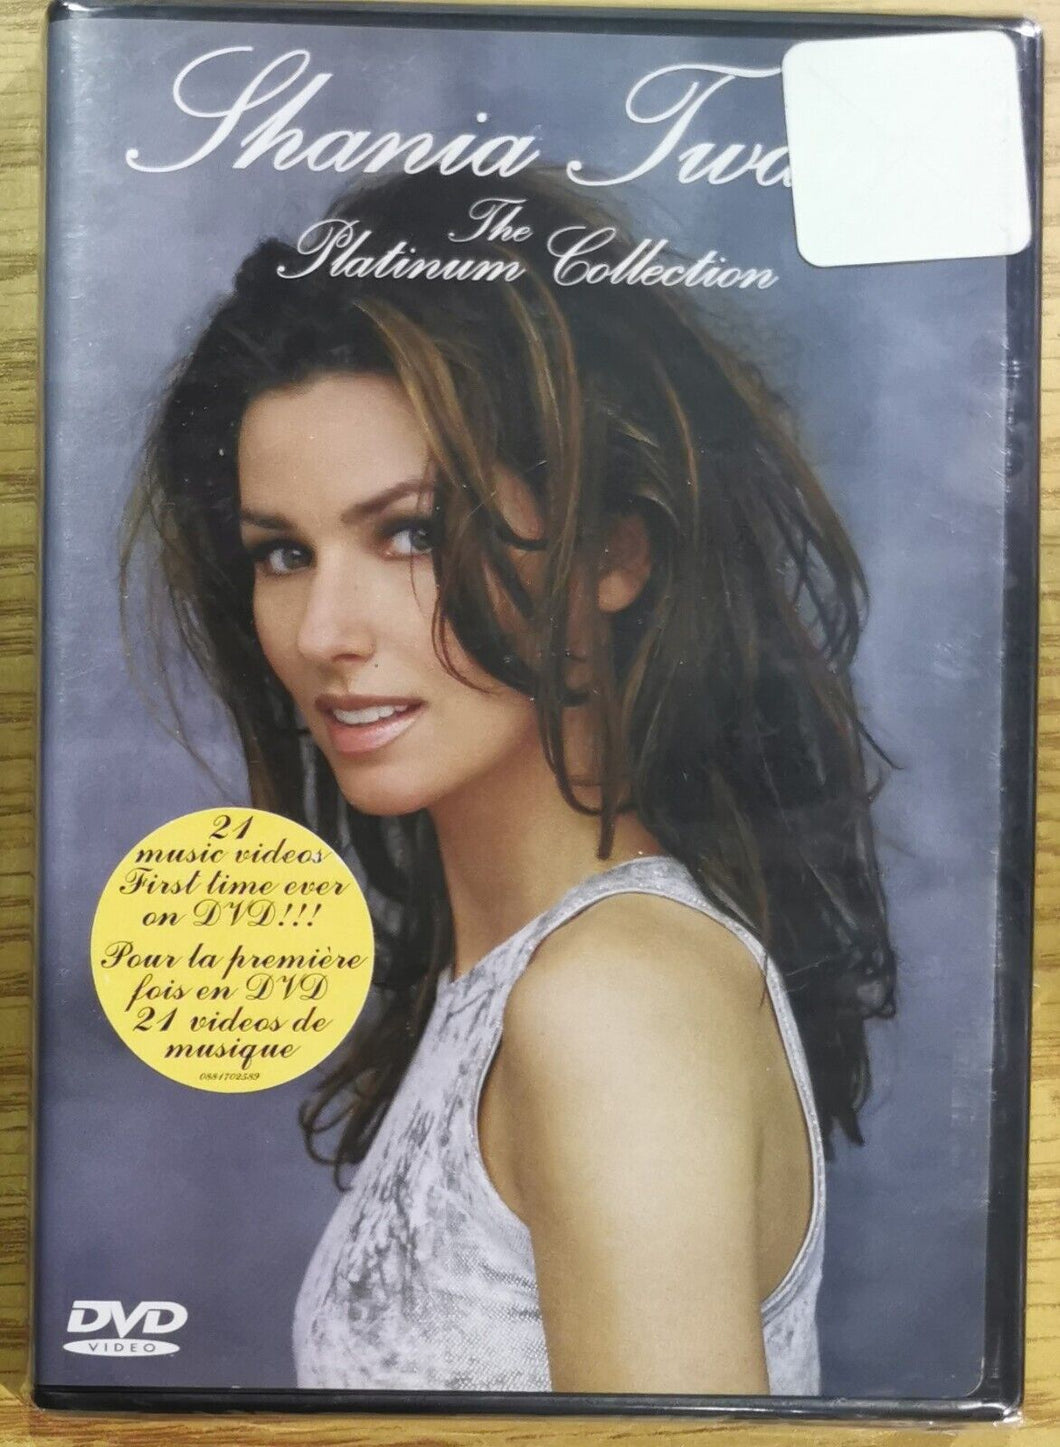 Shania Twa
The
Platinum Collection
21
music videos
First time ever
on DVD!!!
Pour la première
fois en DVD
21 videos de
musique
0881702589
DVD
VIDEO